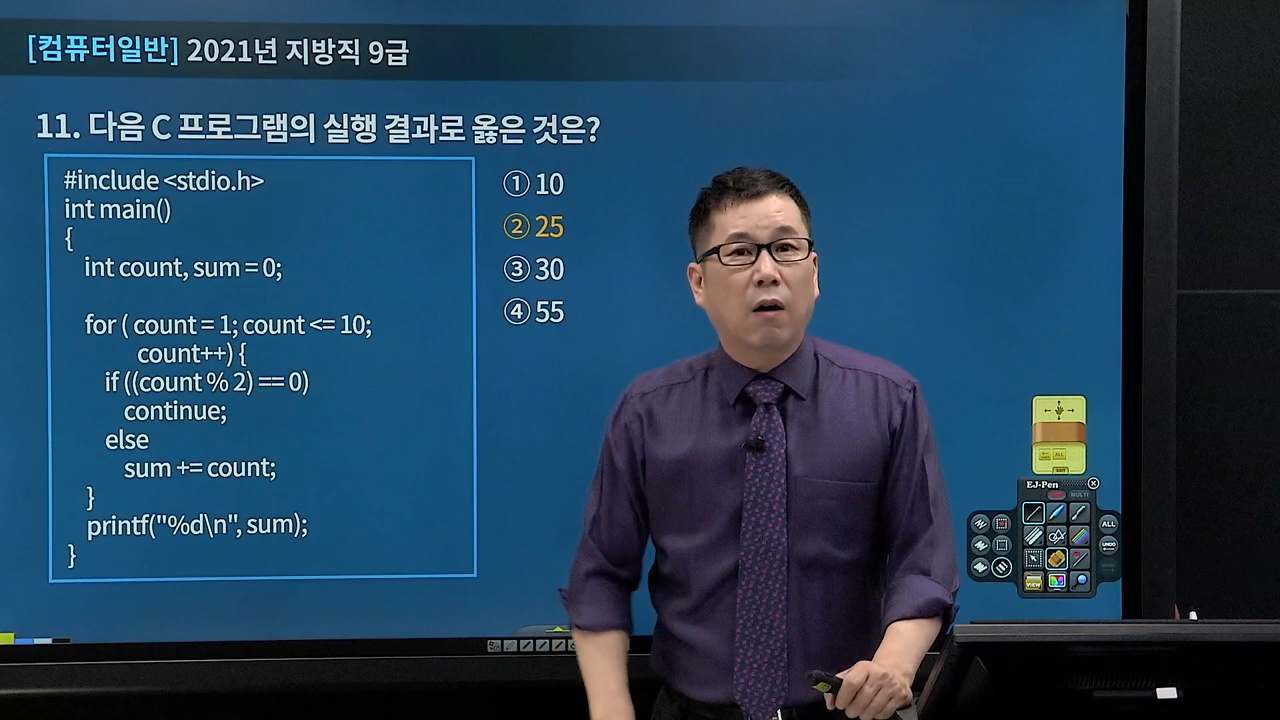 [컴퓨터일반] 2021년 지방직 9급
11. 다음 C 프로그램의 실행 결과로 옳은 것은?
#include <stdio.h>
int main()
{
int count, sum = 0;
for ( count = 1; count <= 10;
count++) {
if ((count % 2) == 0)
continue;
else
sum += count;
}
printf("%d\n", sum);
}
① 10
② 25
③ 30
④ 55
EJ-Pen
MULTI
ALL
UNDO
VIEW
ALL